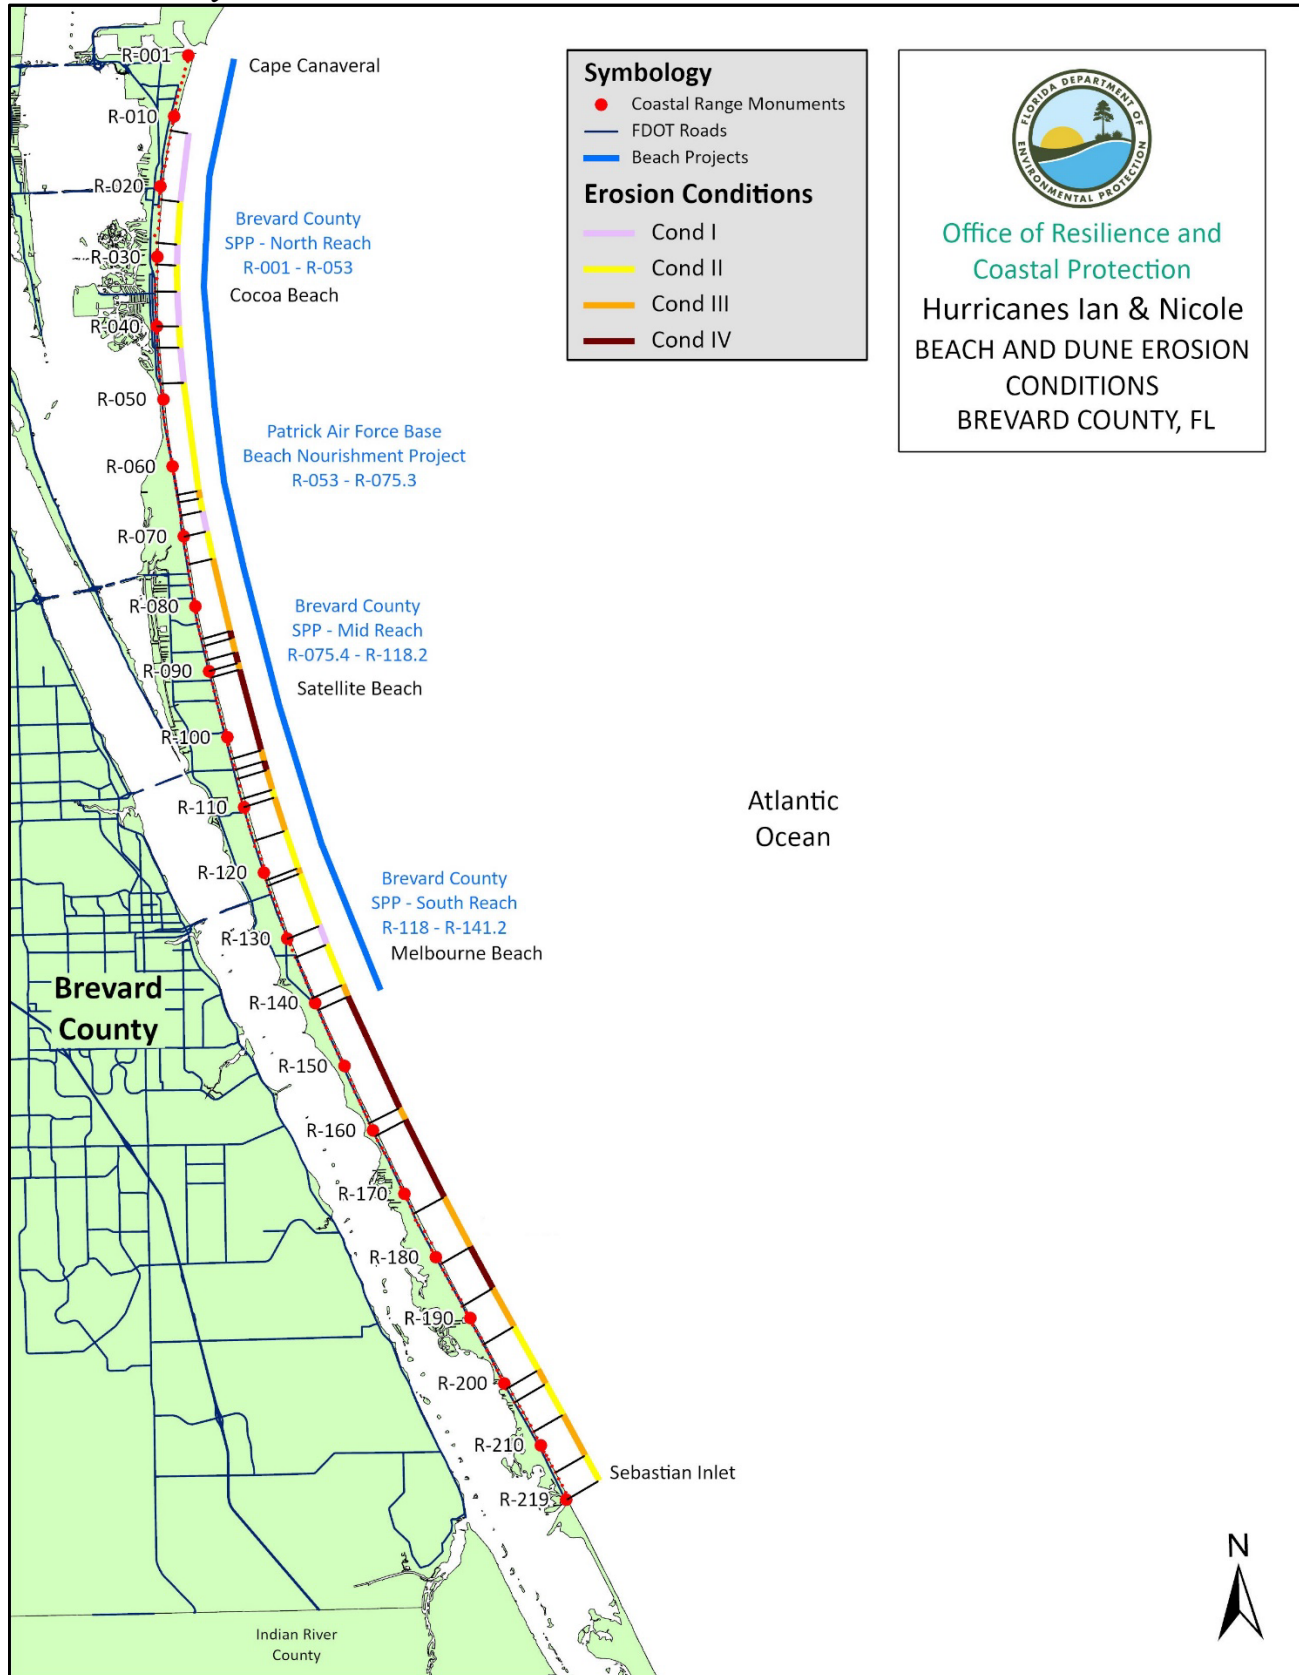 R-001
Cape Canaveral
R-010
R-020
Brevard County
SPP - North Reach
R-001 - R-053
R-030
Cocoa Beach
R-040
R-050
Patrick Air Force Base
Beach Nourishment Project
R-053 - R-075.3
R-060
R-070
R-080
Brevard County
SPP - Mid Reach
R-075.4 - R-118.2
R-090
Satellite Beach
R-100
R-110
R-120
Brevard County
SPP - South Reach
R-118 - R-141.2
R-130
Melbourne Beach
R-140
Brevard
County
R-150
R-160
R-170
R-180
R-190
R-200
R-210
Sebastian Inlet
R-219
Indian River
County
Atlantic
Ocean
Symbology
Coastal Range Monuments
FDOT Roads
Beach Projects
Erosion Conditions
Cond I
Cond II
Cond III
Cond IV
FLORIDA DEPARTMENT OF
ENVIRONMENTAL PROTECTION
Office of Resilience and
Coastal Protection
Hurricanes Ian & Nicole
BEACH AND DUNE EROSION
CONDITIONS
BREVARD COUNTY, FL
N